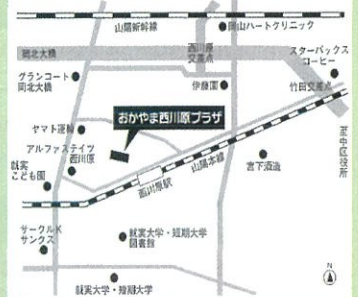 山陽新幹線
岡山ハートクリニック
岡北大橋
西川原
交差点
スターバックス
コーヒー
グランコート
岡北大橋
伊藤園
竹田交差点
おかやま西川原プラザ
ヤマト運輸
アルファステイツ
西川原
山陽本線
宮下酒造
至中区役所
就実
こども園
西川原駅
サークルK
サンクス
就実大学・短期大学
図書館
N
就実大学・短期大学